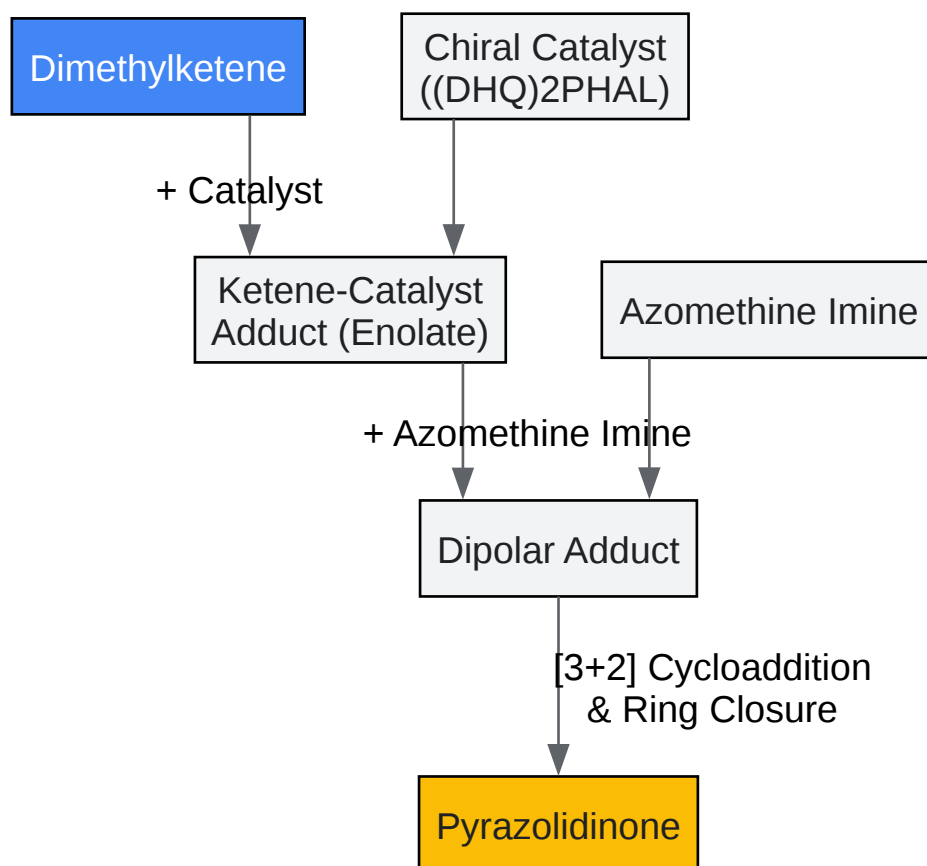 Dimethylketene
Chiral Catalyst
((DHQ)2PHAL)
+ Catalyst
Ketene-Catalyst
Adduct (Enolate)
Azomethine Imine
+ Azomethine Imine
Dipolar Adduct
[3+2] Cycloaddition
& Ring Closure
Pyrazolidinone